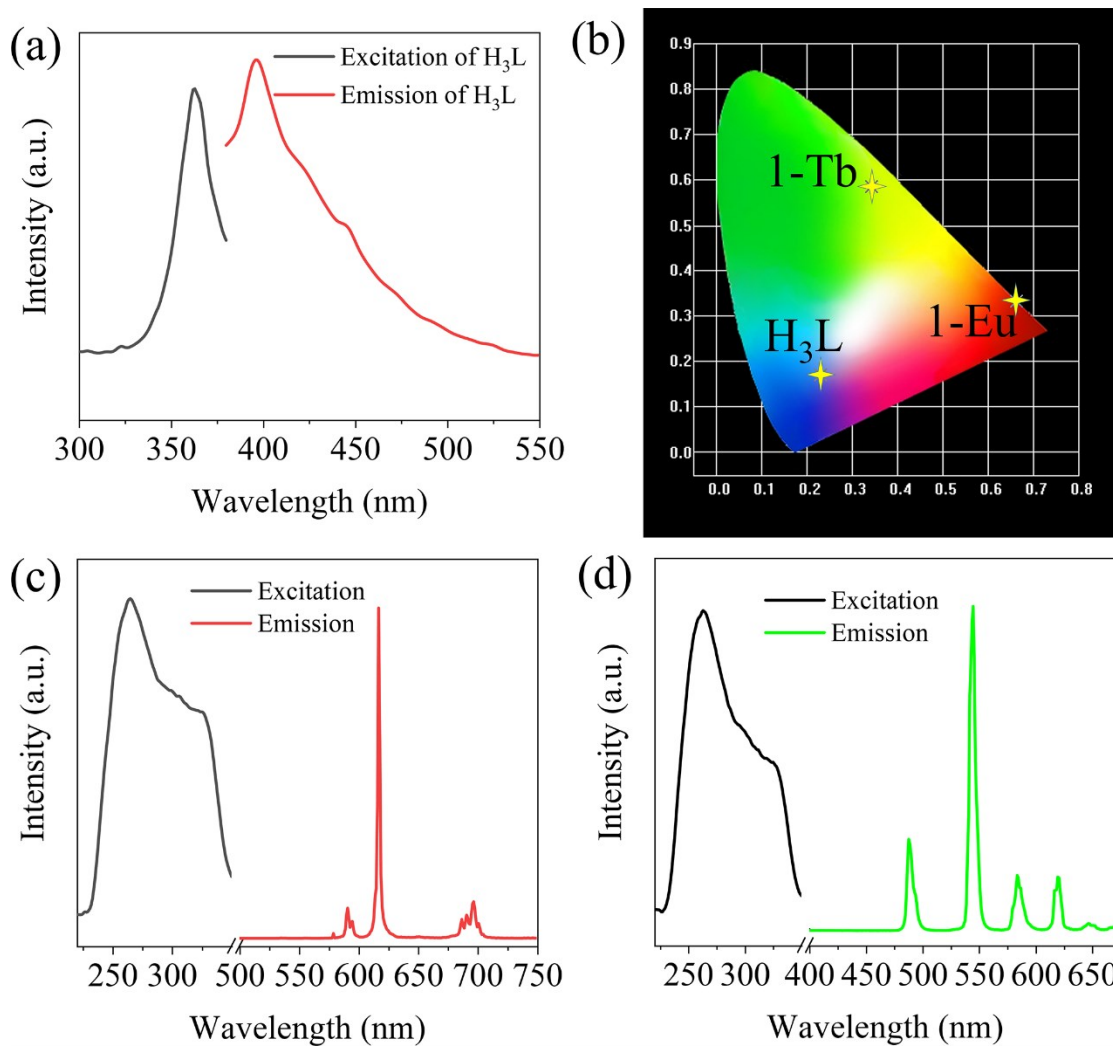 (a)
Excitation of H₃L
Emission of H₃L
Intensity (a.u.)
300 350 400 450 500 550
Wavelength (nm)
(b)
0.9
0.8
0.7
0.6
0.5
0.4
0.3
0.2
0.1
0.0
1-Tb
1-Eu
H₃L
0.0 0.1 0.2 0.3 0.4 0.5 0.6 0.7 0.8
(c)
Excitation
Emission
Intensity (a.u.)
250 300 500 550 600 650 700 750
Wavelength (nm)
(d)
Excitation
Emission
Intensity (a.u.)
250 300 400 450 500 550 600 650
Wavelength (nm)